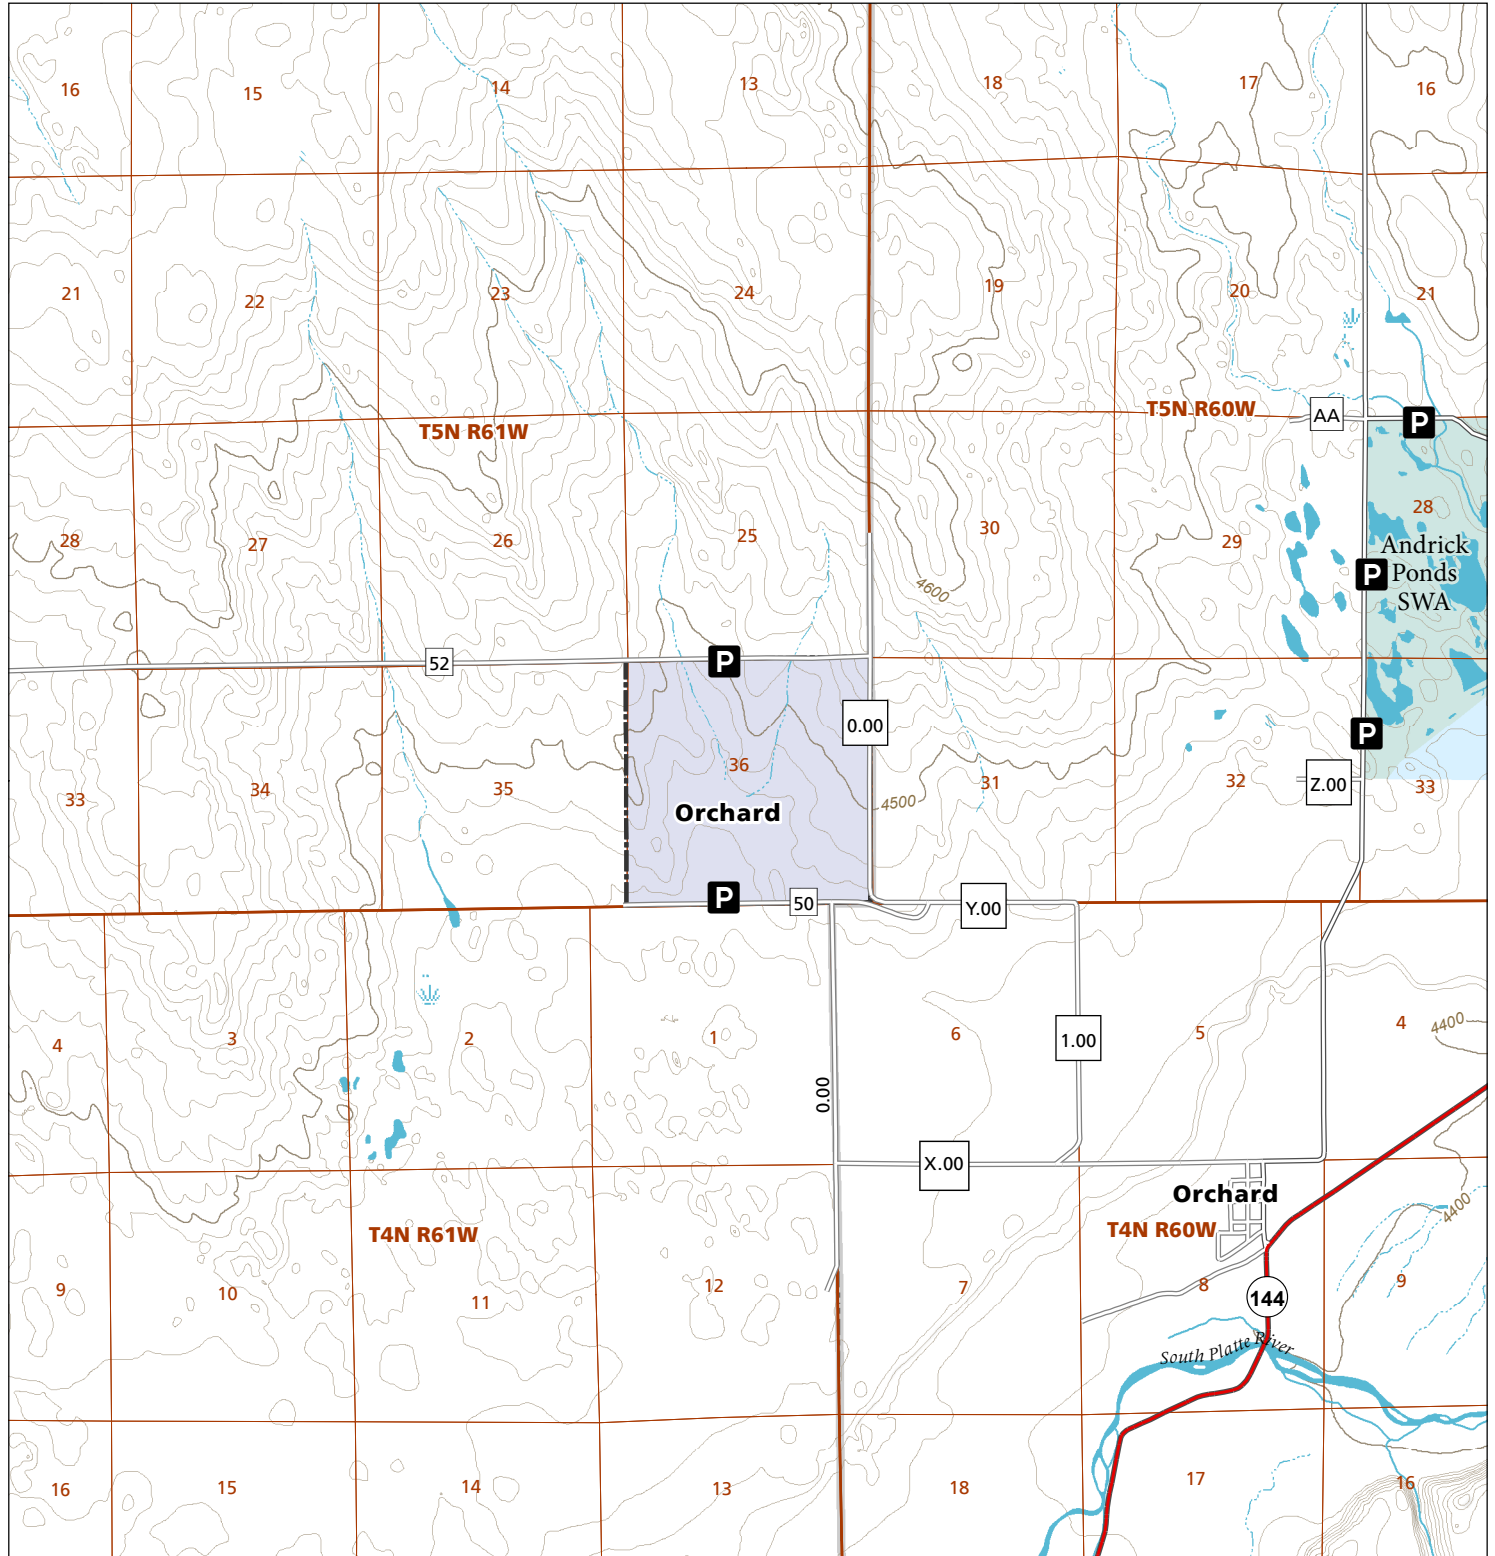 16 15 14 13 18 17 16
21 22 23 24 19 20 21
T5N R61W
T5N R60W
AA
P
28 27 26 25 30 29 28
Andrick
Ponds
SWA
P
4600
52
P
0.00
P
33 34 35 36 31 32 33
Z.00
Orchard
4500
P
50
Y.00
4 3 2 1 6 5 4
4400
1.00
0.00
X.00
Orchard
T4N R61W
T4N R60W
4400
9 10 11 12 7 8 9
144
South Platte River
16 15 14 13 18 17 16